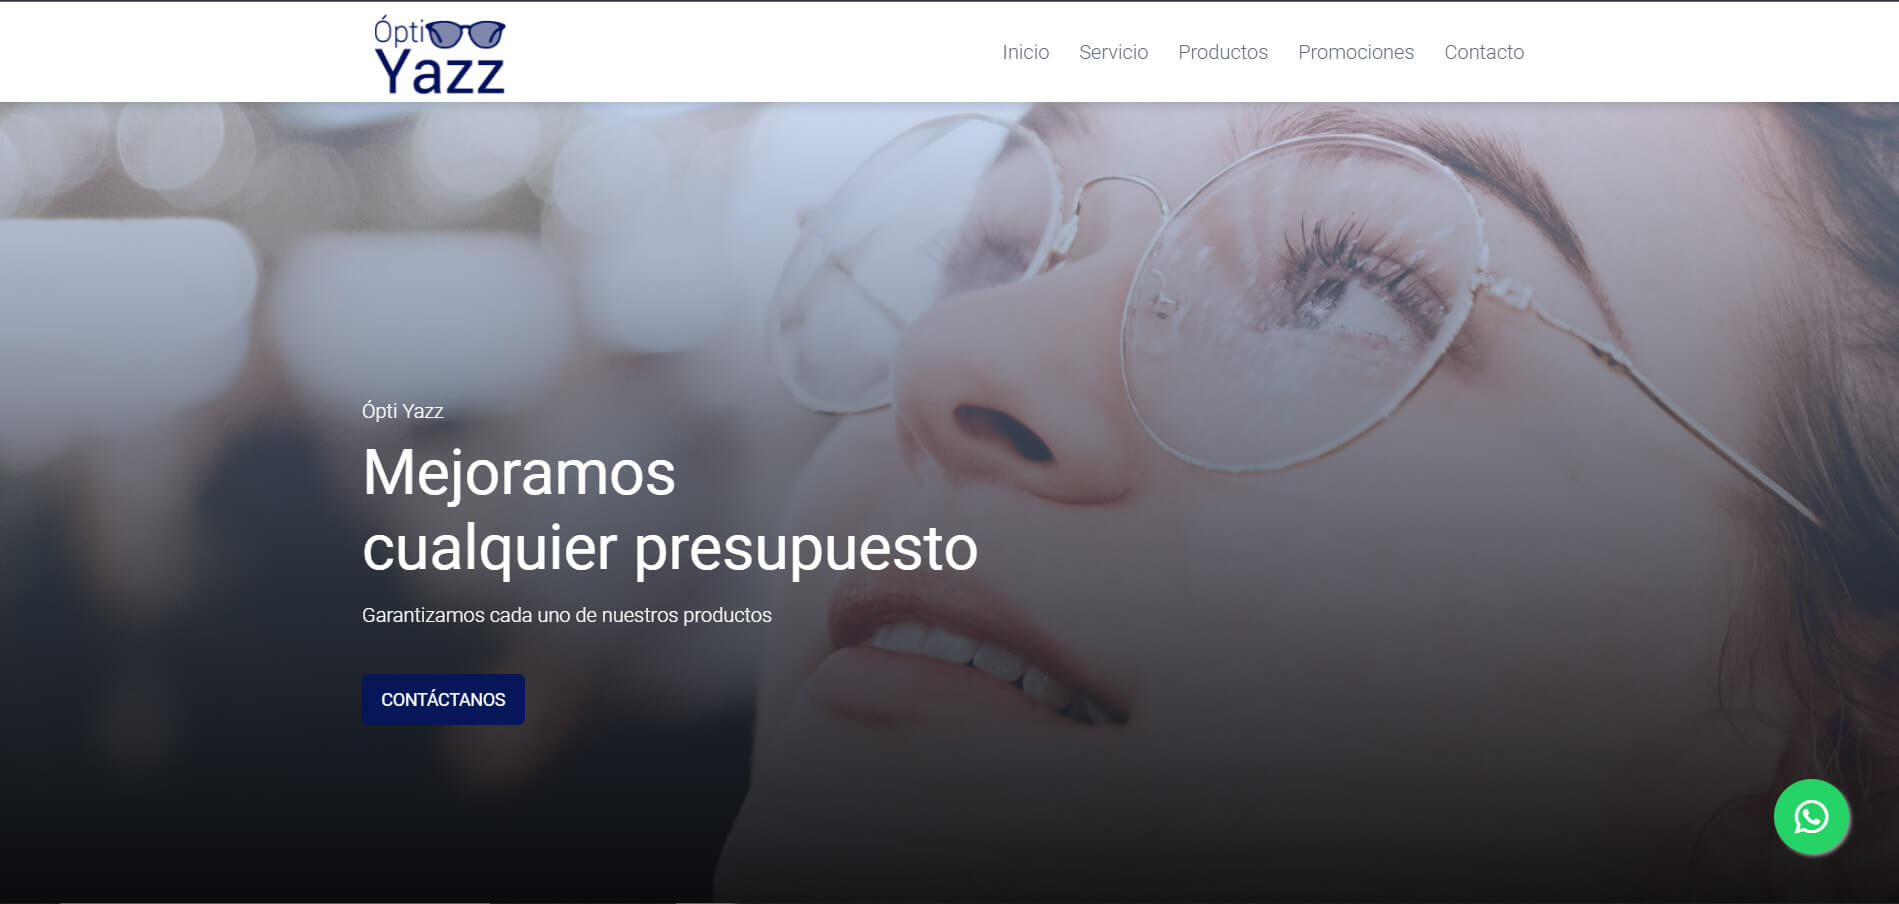 Ópti
Yazz
Inicio Servicio Productos Promociones Contacto
Ópti Yazz
Mejoramos
cualquier presupuesto
Garantizamos cada uno de nuestros productos
CONTÁCTANOS